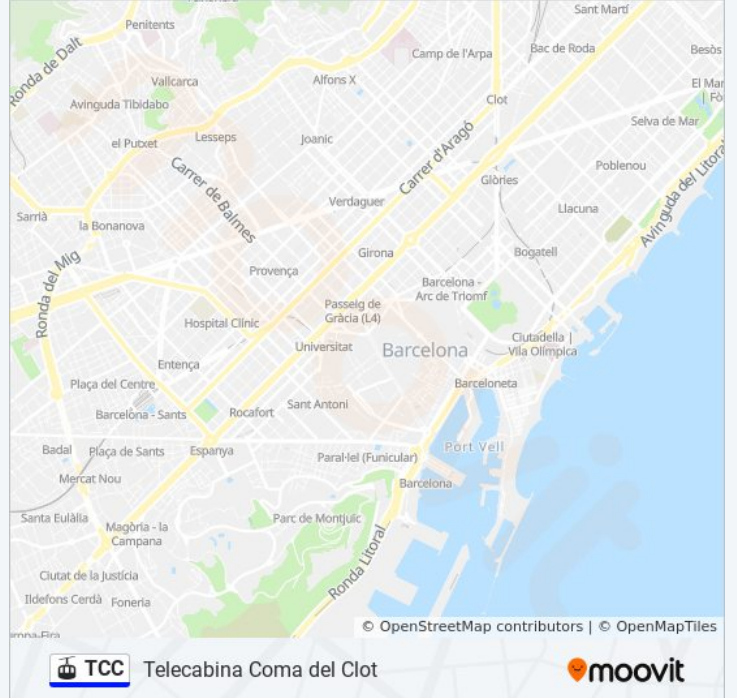 Sant Martí
Penitents
Ronda de Dalt
Camp de l'Arpa
Bac de Roda
Besòs
Vallcarca
Alfons X
El Mar
| Fò
Avinguda Tibidabo
Clot
Selva de Mar
el Putxet
Lesseps
Joanic
Carrer d'Aragó
Poblenou
Carrer de Balmes
Glòries
Avinguda del Litoral
Verdaguer
Llacuna
Sarrià
la Bonanova
Girona
Bogatell
Ronda del Mig
Provença
Barcelona -
Arc de Triomf
Passeig de
Gràcia (L4)
Hospital Clínic
Universitat
Barcelona
Ciutadella |
Vila Olímpica
Entença
Plaça del Centre
Barceloneta
Barcelona - Sants
Rocafort
Sant Antoni
Badal
Plaça de Sants
Espanya
Paral·lel (Funicular)
Port Vell
Mercat Nou
Barcelona
Santa Eulàlia
Magòria - la
Campana
Parc de Montjuïc
Ronda Litoral
Ciutat de la Justícia
Ildefons Cerdà
Foneria
© OpenStreetMap contributors | © OpenMapTiles
TCC Telecabina Coma del Clot
moovit